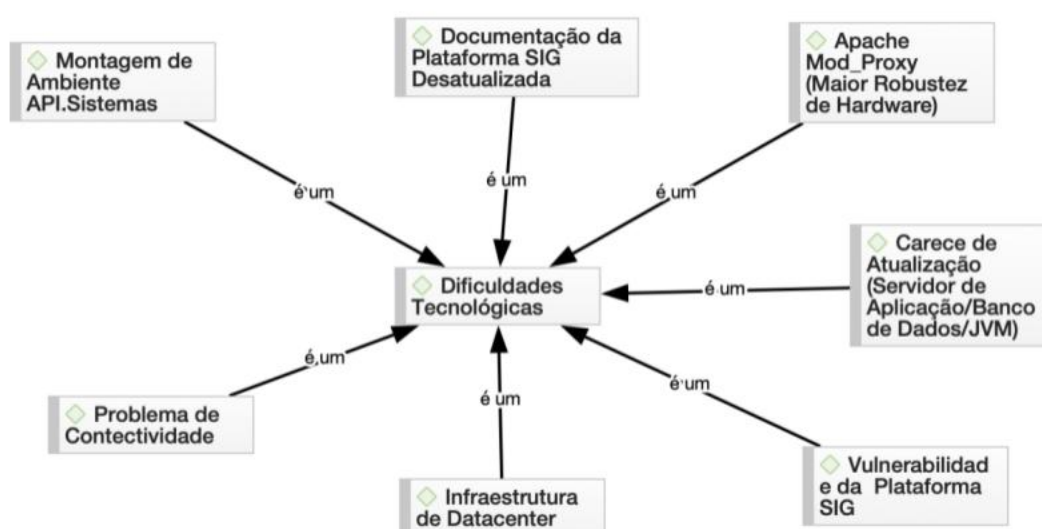 Montagem de
Ambiente
API.Sistemas
Documentação da
Plataforma SIG
Desatualizada
Apache
Mod_Proxy
(Maior Robustez
de Hardware)
é um
é um
é um
Carece de
Atualização
(Servidor de
Aplicação/Banco
de Dados/JVM)
Dificuldades
Tecnológicas
é um
é um
é um
é um
Problema de
Contectividade
Infraestrutura
de Datacenter
Vulnerabilidad
e da Plataforma
SIG